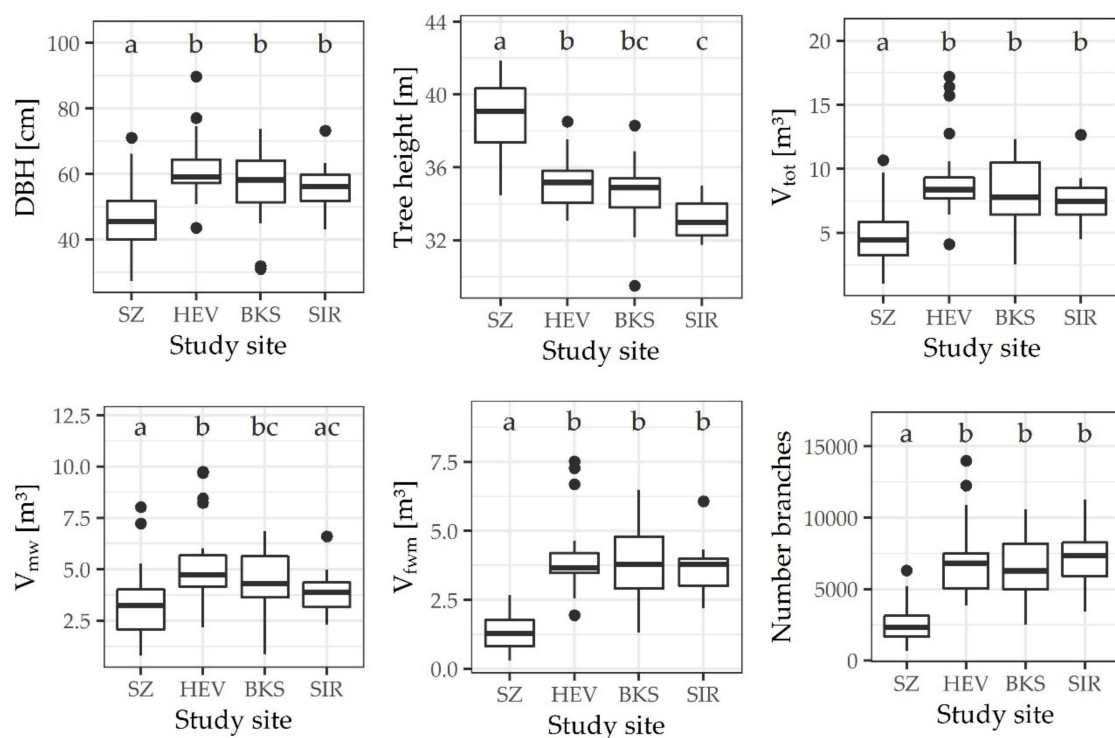 DBH [cm]
100
80
60
40
a b b b
SZ HEV BKS SIR
Study site
Tree height [m]
44
40
36
32
a b bc c
SZ HEV BKS SIR
Study site
Vtot [m³]
20
15
10
5
a b b b
SZ HEV BKS SIR
Study site
Vmw [m³]
12.5
10.0
7.5
5.0
2.5
a b bc ac
SZ HEV BKS SIR
Study site
Vfwm [m³]
7.5
5.0
2.5
0.0
a b b b
SZ HEV BKS SIR
Study site
Number branches
15000
10000
5000
0
a b b b
SZ HEV BKS SIR
Study site